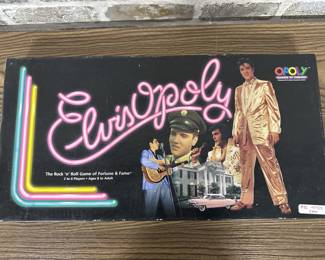 OPOLY
ElvisOpoly
The Rock 'n' Roll Game of Fortune & Fame
2 to 6 Players • Ages 8 to Adult